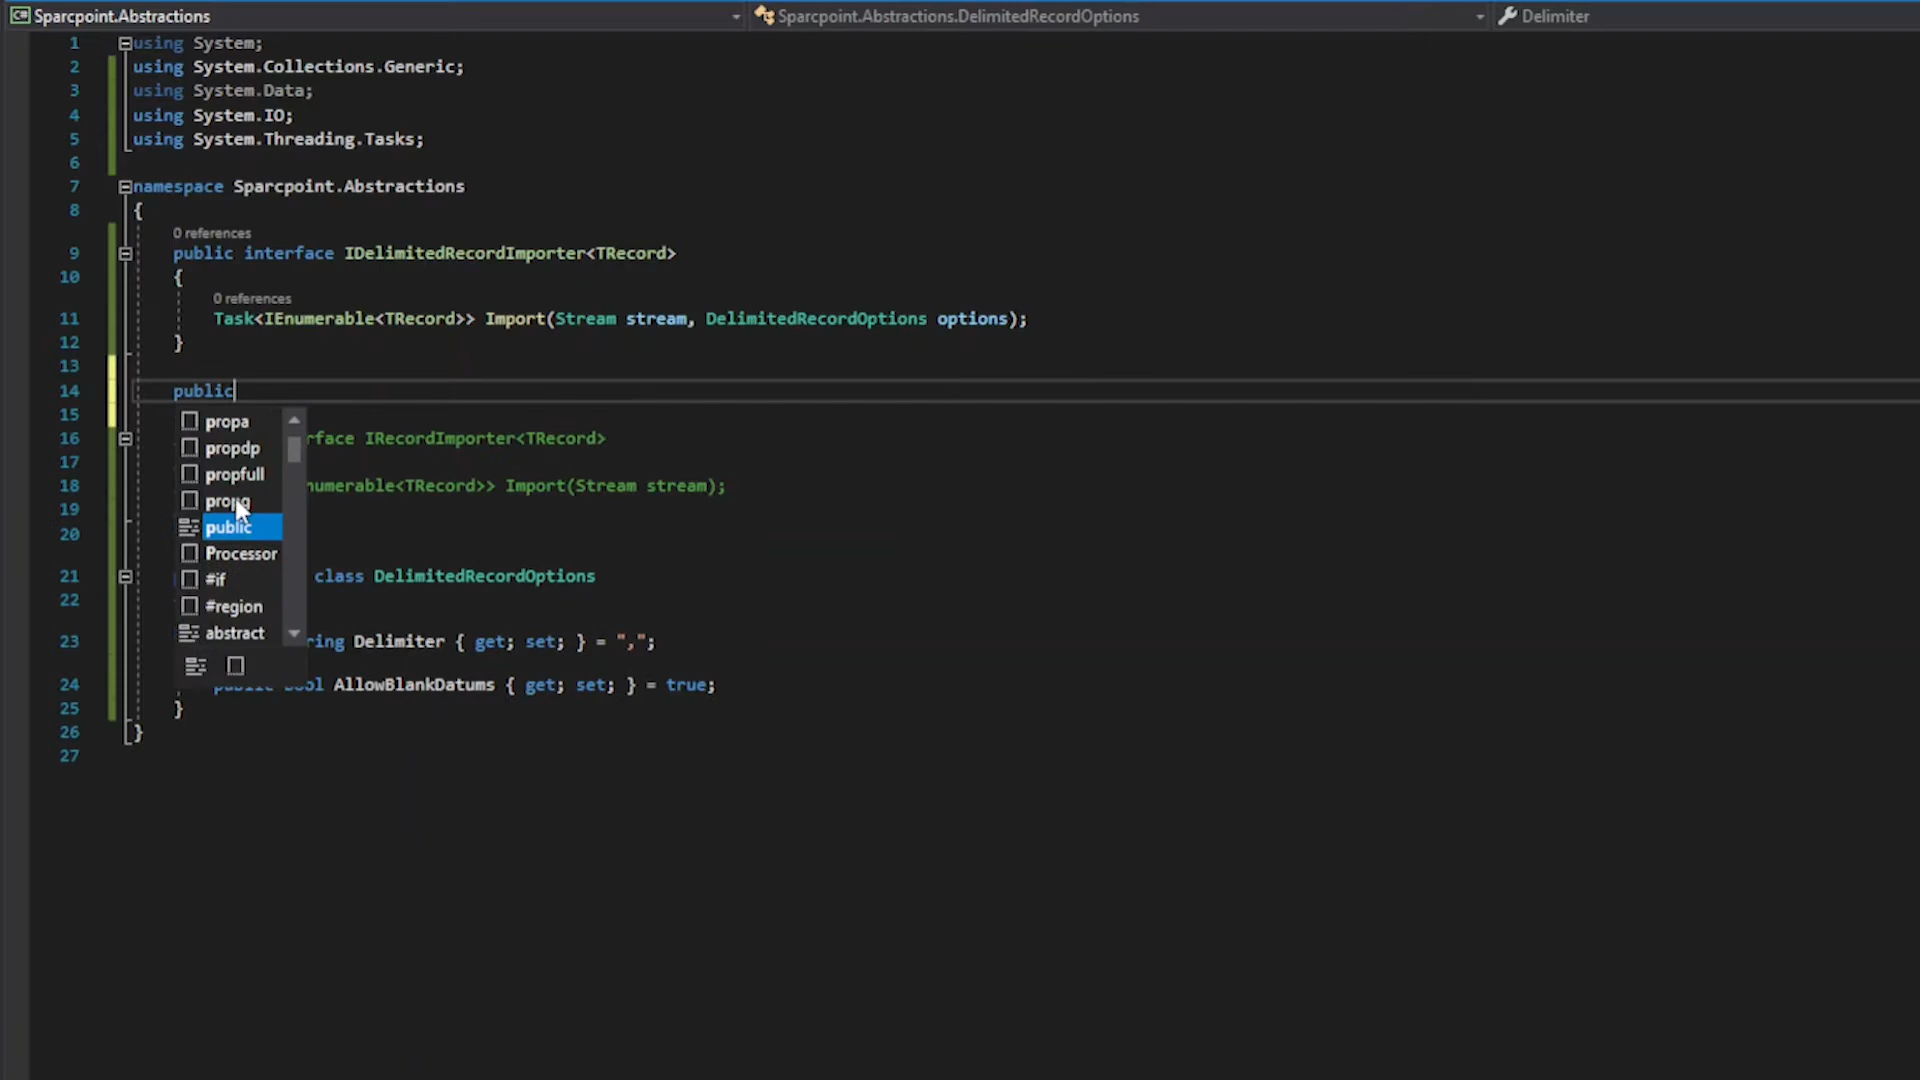 Sparcpoint.Abstractions
Sparcpoint.Abstractions.DelimitedRecordOptions
Delimiter
1 using System;
2 using System.Collections.Generic;
3 using System.Data;
4 using System.IO;
5 using System.Threading.Tasks;
6
7 namespace Sparcpoint.Abstractions
8 {
0 references
9 public interface IDelimitedRecordImporter<TRecord>
10 {
0 references
11 Task<IEnumerable<TRecord>> Import(Stream stream, DelimitedRecordOptions options);
12 }
13
14 public
15
propa
16 rface IRecordImporter<TRecord>
propdp
17
propfull
18 numerable<TRecord>> Import(Stream stream);
propg
19
public
20
Processor
21 class DelimitedRecordOptions
#if
22
#region
23 ring Delimiter { get; set; } = ",";
abstract
24 public bool AllowBlankDatums { get; set; } = true;
25 }
26 }
27